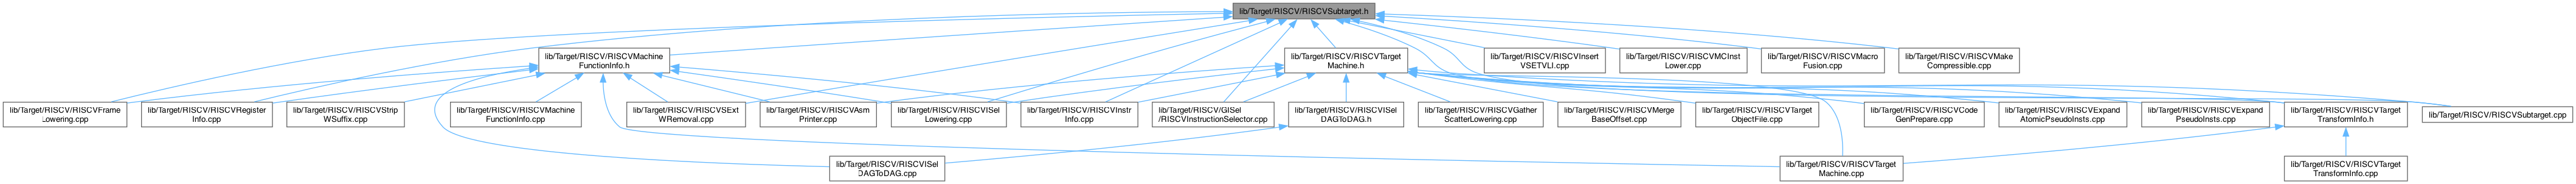 lib/Target/RISCV/RISCVSubtarget.h
lib/Target/RISCV/RISCVMachine
FunctionInfo.h
lib/Target/RISCV/RISCVTarget
Machine.h
lib/Target/RISCV/RISCVInsert
VSETVLI.cpp
lib/Target/RISCV/RISCVMCInst
Lower.cpp
lib/Target/RISCV/RISCVMacro
Fusion.cpp
lib/Target/RISCV/RISCVMake
Compressible.cpp
lib/Target/RISCV/RISCVFrame
Lowering.cpp
lib/Target/RISCV/RISCVRegister
Info.cpp
lib/Target/RISCV/RISCVStrip
WSuffix.cpp
lib/Target/RISCV/RISCVMachine
FunctionInfo.cpp
lib/Target/RISCV/RISCVSExt
WRemoval.cpp
lib/Target/RISCV/RISCVAsm
Printer.cpp
lib/Target/RISCV/RISCVISel
Lowering.cpp
lib/Target/RISCV/RISCVInstr
Info.cpp
lib/Target/RISCV/GISel
/RISCVInstructionSelector.cpp
lib/Target/RISCV/RISCVISel
DAGToDAG.h
lib/Target/RISCV/RISCVGather
ScatterLowering.cpp
lib/Target/RISCV/RISCVMerge
BaseOffset.cpp
lib/Target/RISCV/RISCVTarget
ObjectFile.cpp
lib/Target/RISCV/RISCVCode
GenPrepare.cpp
lib/Target/RISCV/RISCVExpand
AtomicPseudoInsts.cpp
lib/Target/RISCV/RISCVExpand
PseudoInsts.cpp
lib/Target/RISCV/RISCVTarget
TransformInfo.h
lib/Target/RISCV/RISCVSubtarget.cpp
lib/Target/RISCV/RISCVISel
DAGToDAG.cpp
lib/Target/RISCV/RISCVTarget
Machine.cpp
lib/Target/RISCV/RISCVTarget
TransformInfo.cpp